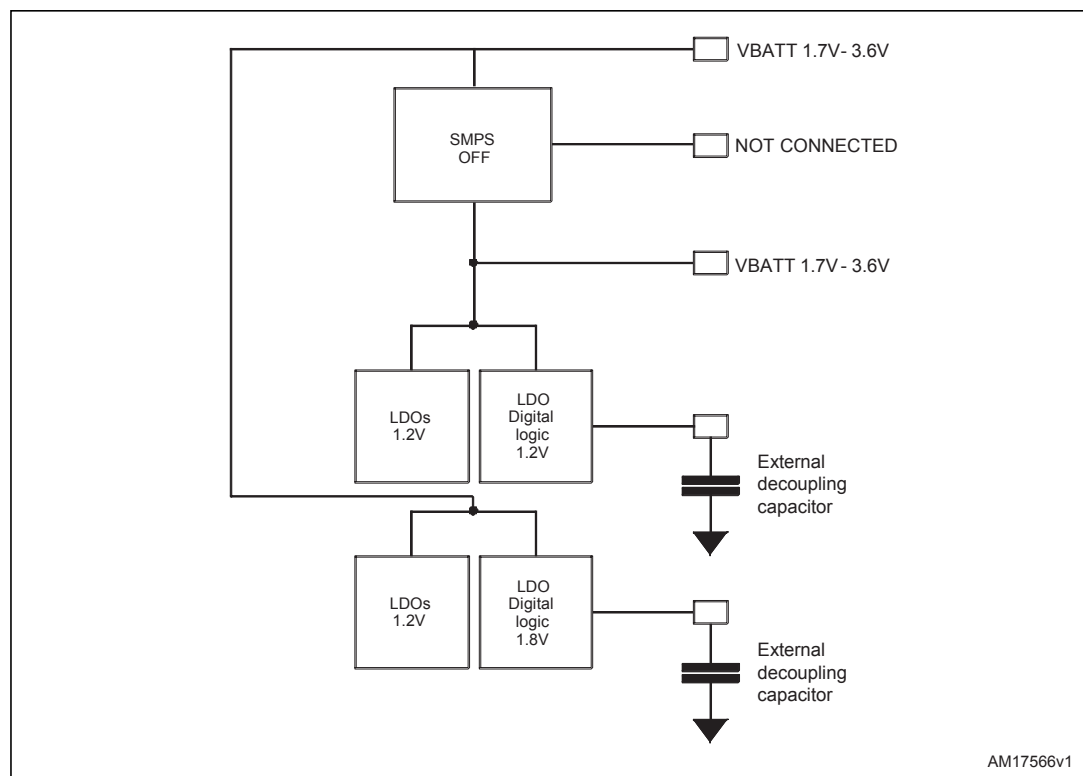 VBATT 1.7V- 3.6V
SMPS
OFF
NOT CONNECTED
VBATT 1.7V - 3.6V
LDOs
1.2V
LDO
Digital
logic
1.2V
External
decoupling
capacitor
LDOs
1.2V
LDO
Digital
logic
1.8V
External
decoupling
capacitor
AM17566v1